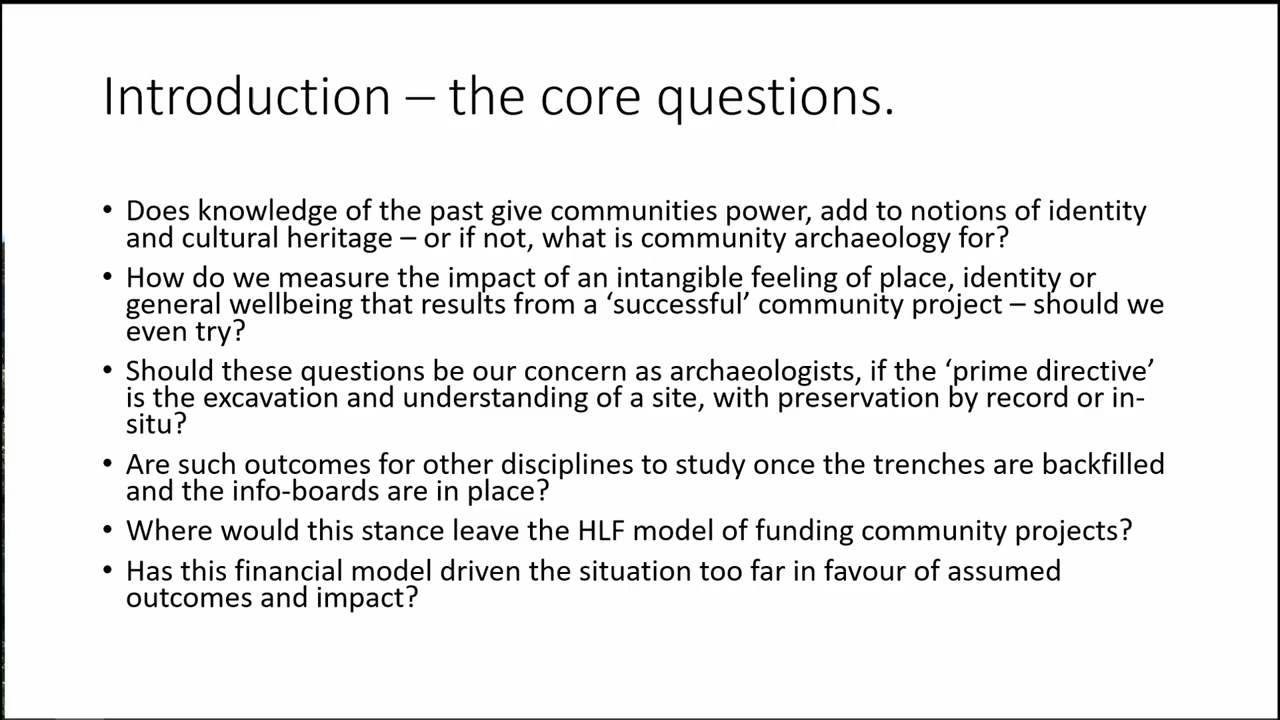 Introduction – the core questions.
• Does knowledge of the past give communities power, add to notions of identity
and cultural heritage – or if not, what is community archaeology for?
• How do we measure the impact of an intangible feeling of place, identity or
general wellbeing that results from a ‘successful’ community project – should we
even try?
• Should these questions be our concern as archaeologists, if the ‘prime directive’
is the excavation and understanding of a site, with preservation by record or in-
situ?
• Are such outcomes for other disciplines to study once the trenches are backfilled
and the info-boards are in place?
• Where would this stance leave the HLF model of funding community projects?
• Has this financial model driven the situation too far in favour of assumed
outcomes and impact?